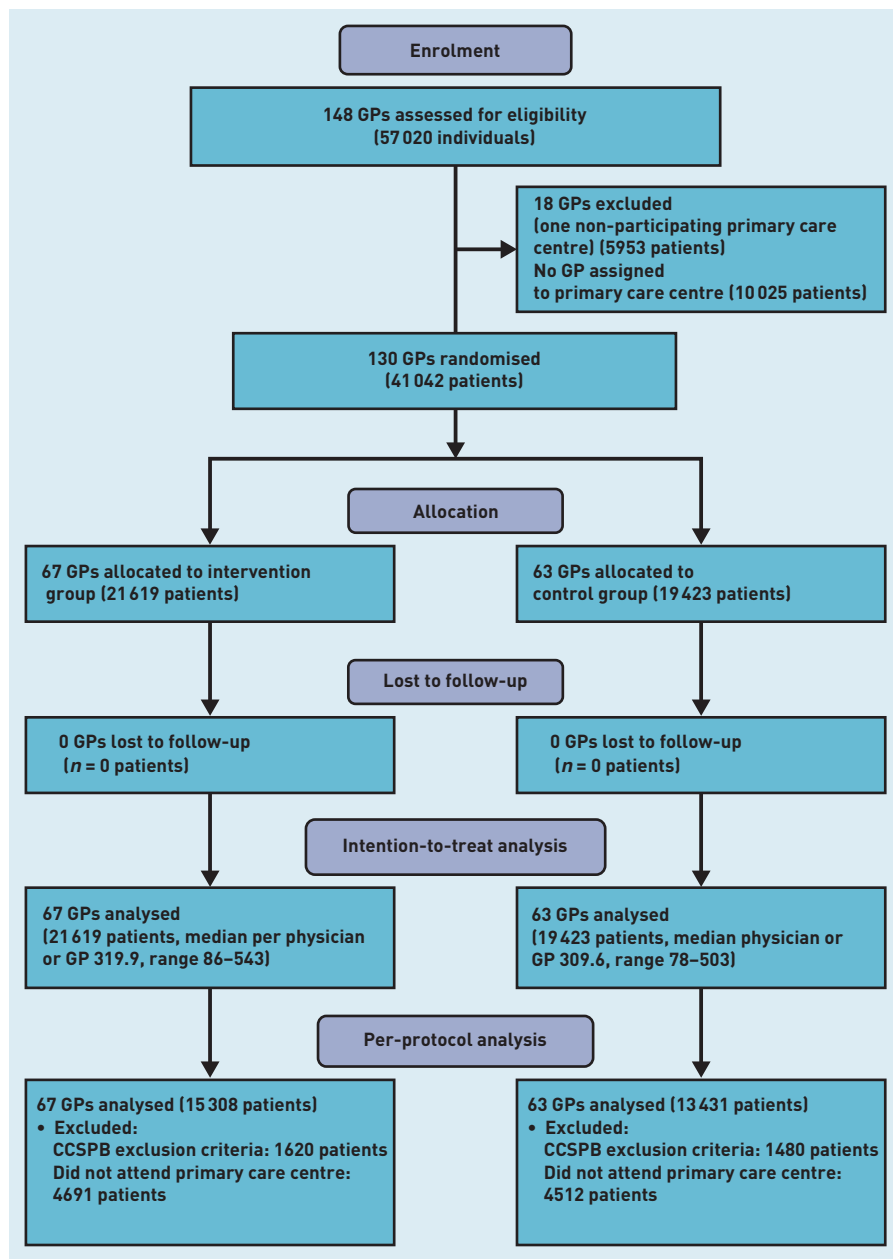 Enrolment
148 GPs assessed for eligibility
(57 020 individuals)
18 GPs excluded
(one non-participating primary care
centre) (5953 patients)
No GP assigned
to primary care centre (10 025 patients)
130 GPs randomised
(41 042 patients)
Allocation
67 GPs allocated to intervention
group (21 619 patients)
63 GPs allocated to
control group (19 423 patients)
Lost to follow-up
0 GPs lost to follow-up
(n = 0 patients)
0 GPs lost to follow-up
(n = 0 patients)
Intention-to-treat analysis
67 GPs analysed
(21 619 patients, median per physician
or GP 319.9, range 86–543)
63 GPs analysed
(19 423 patients, median physician or
GP 309.6, range 78–503)
Per-protocol analysis
67 GPs analysed (15 308 patients)
• Excluded:
CCSPB exclusion criteria: 1620 patients
Did not attend primary care centre:
4691 patients
63 GPs analysed (13 431 patients)
• Excluded:
CCSPB exclusion criteria: 1480 patients
Did not attend primary care centre:
4512 patients